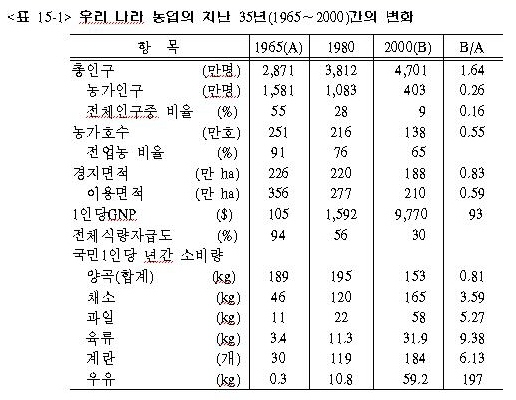 <표 15-1> 우리 나라 농업의 지난 35년(1965~2000)간의 변화
항 목 1965(A) 1980 2000(B) B/A
총인구 (만명) 2,871 3,812 4,701 1.64
농가인구 (만명) 1,581 1,083 403 0.26
전체인구중 비율 (%) 55 28 9 0.16
농가호수 (만호) 251 216 138 0.55
전업농 비율 (%) 91 76 65
경지면적 (만 ha) 226 220 188 0.83
이용면적 (만 ha) 356 277 210 0.59
1인당GNP ($) 105 1,592 9,770 93
전체식량자급도 (%) 94 56 30
국민1인당 년간 소비량
양곡(합계) (kg) 189 195 153 0.81
채소 (kg) 46 120 165 3.59
과일 (kg) 11 22 58 5.27
육류 (kg) 3.4 11.3 31.9 9.38
계란 (개) 30 119 184 6.13
우유 (kg) 0.3 10.8 59.2 197